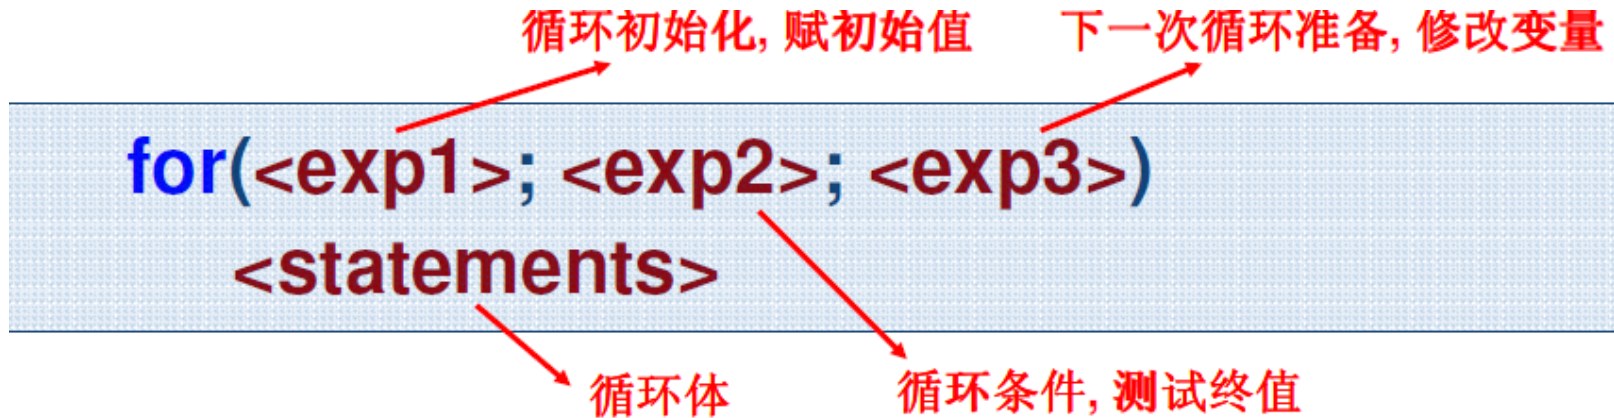 循环初始化, 赋初始值
下一次循环准备, 修改变量
for(<exp1>; <exp2>; <exp3>)
<statements>
循环体
循环条件, 测试终值